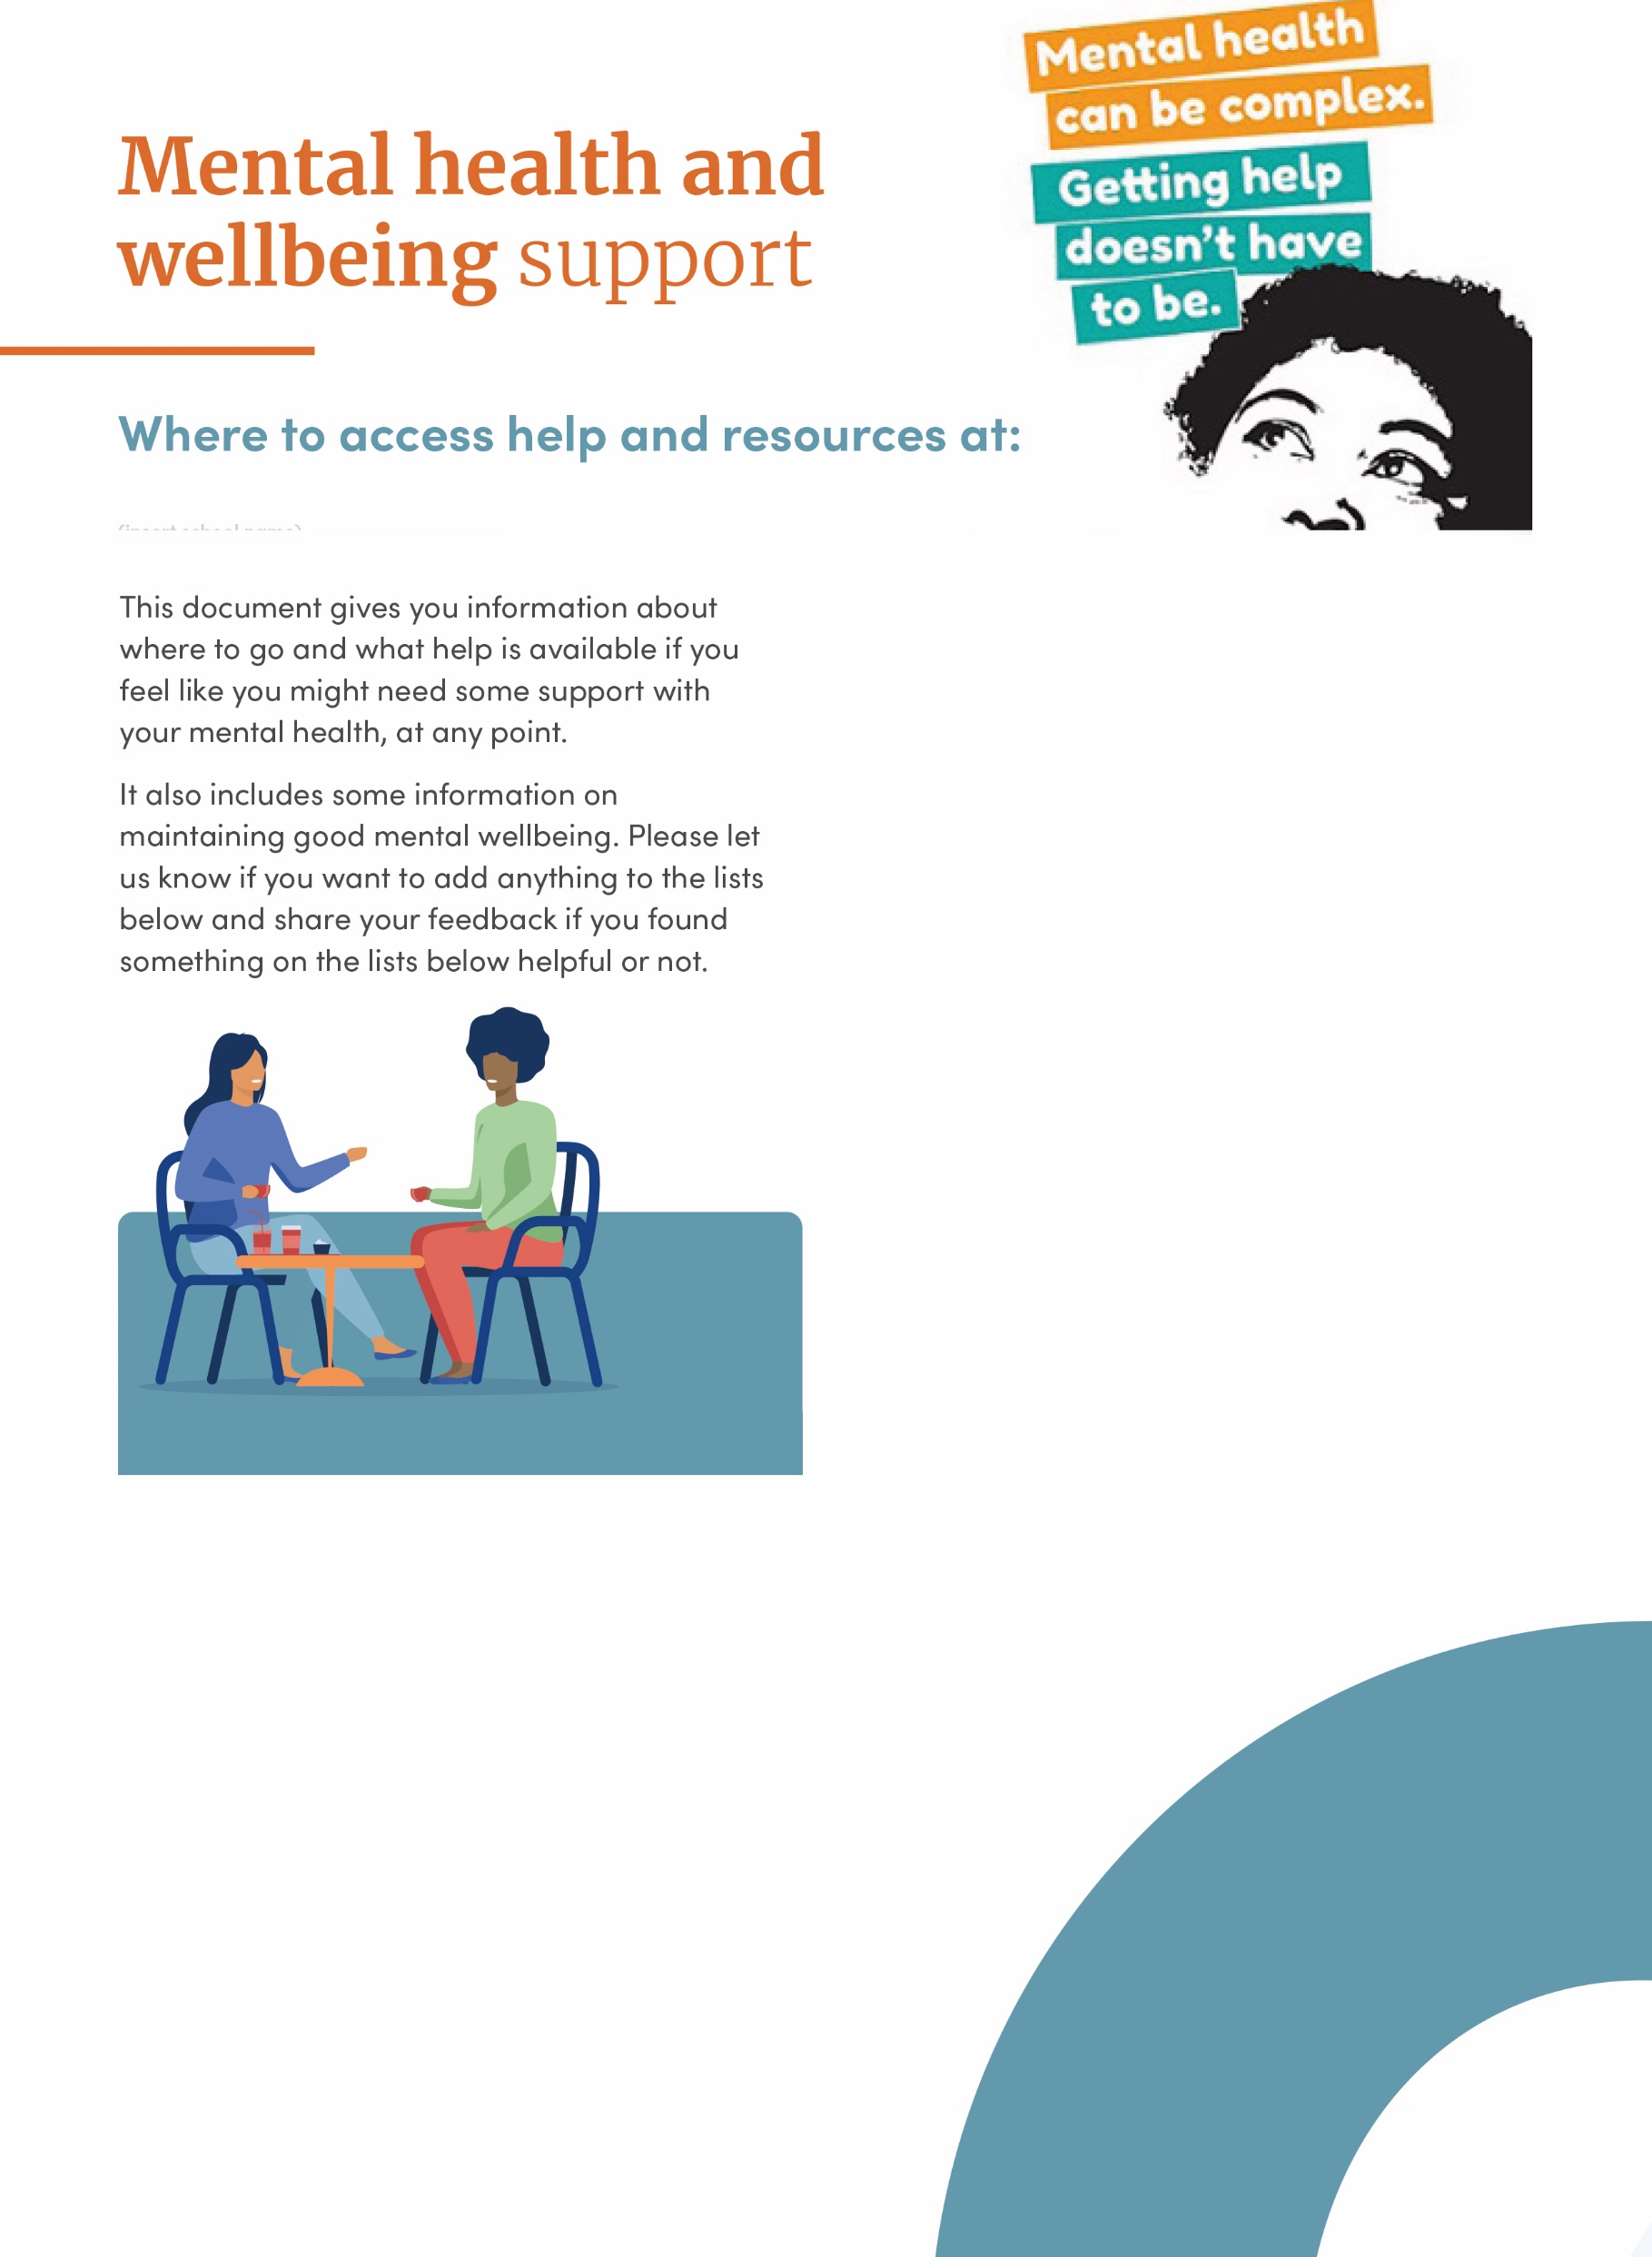 Mental health
can be complex.
Getting help
doesn't have
to be.
Mental health and
wellbeing support
Where to access help and resources at:
(insert school name)
This document gives you information about
where to go and what help is available if you
feel like you might need some support with
your mental health, at any point.
It also includes some information on
maintaining good mental wellbeing. Please let
us know if you want to add anything to the lists
below and share your feedback if you found
something on the lists below helpful or not.